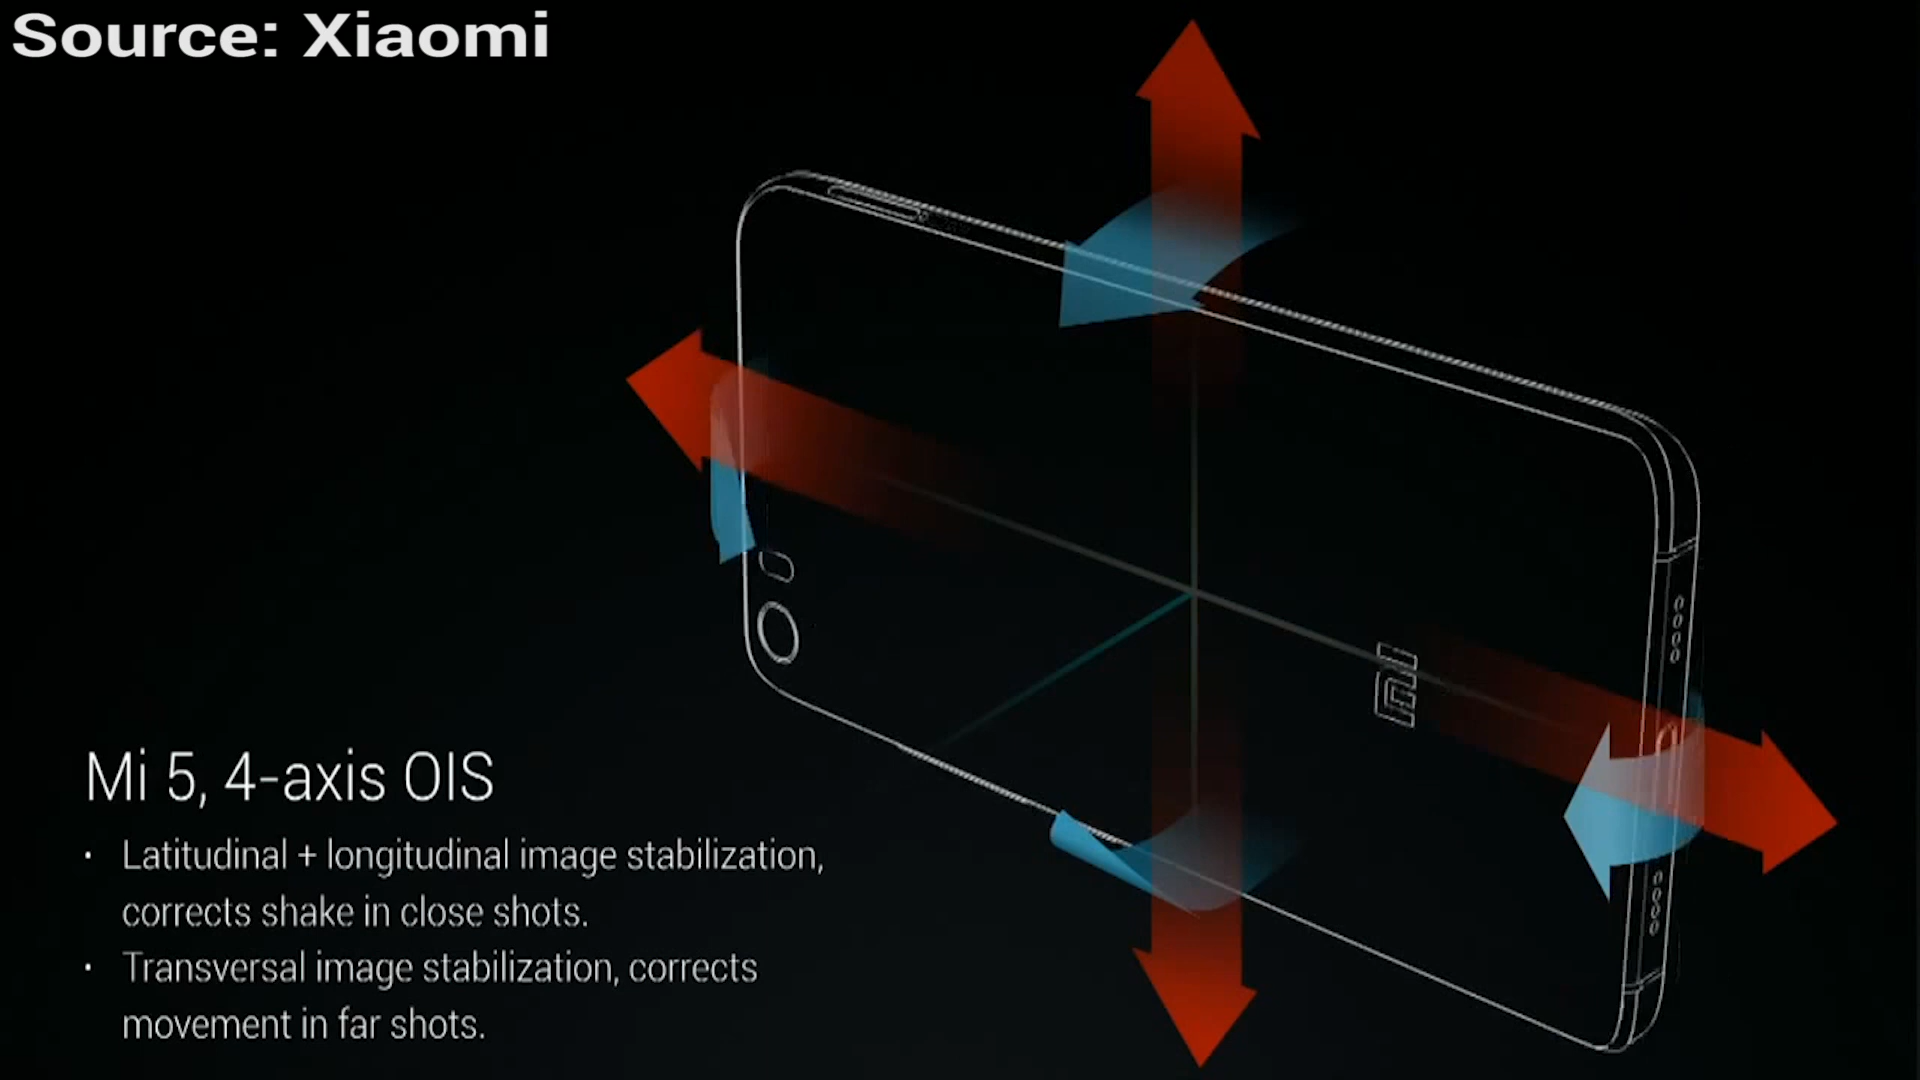 Source: Xiaomi
Mi 5, 4-axis OIS
· Latitudinal + longitudinal image stabilization,
corrects shake in close shots.
· Transversal image stabilization, corrects
movement in far shots.